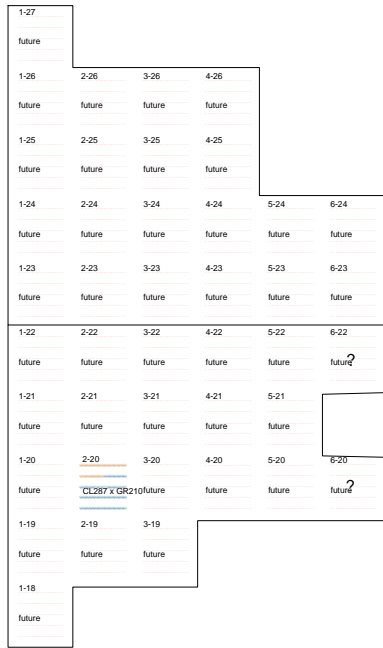 1-27
future
1-26 2-26 3-26 4-26
future future future future
1-25 2-25 3-25 4-25
future future future future
1-24 2-24 3-24 4-24 5-24 6-24
future future future future future future
1-23 2-23 3-23 4-23 5-23 6-23
future future future future future future
1-22 2-22 3-22 4-22 5-22 6-22
future future future future future future ?
1-21 2-21 3-21 4-21 5-21
future future future future future
1-20 2-20 3-20 4-20 5-20 6-20
future CL287 x GR210 future future future future ?
1-19 2-19 3-19
future future future
1-18
future